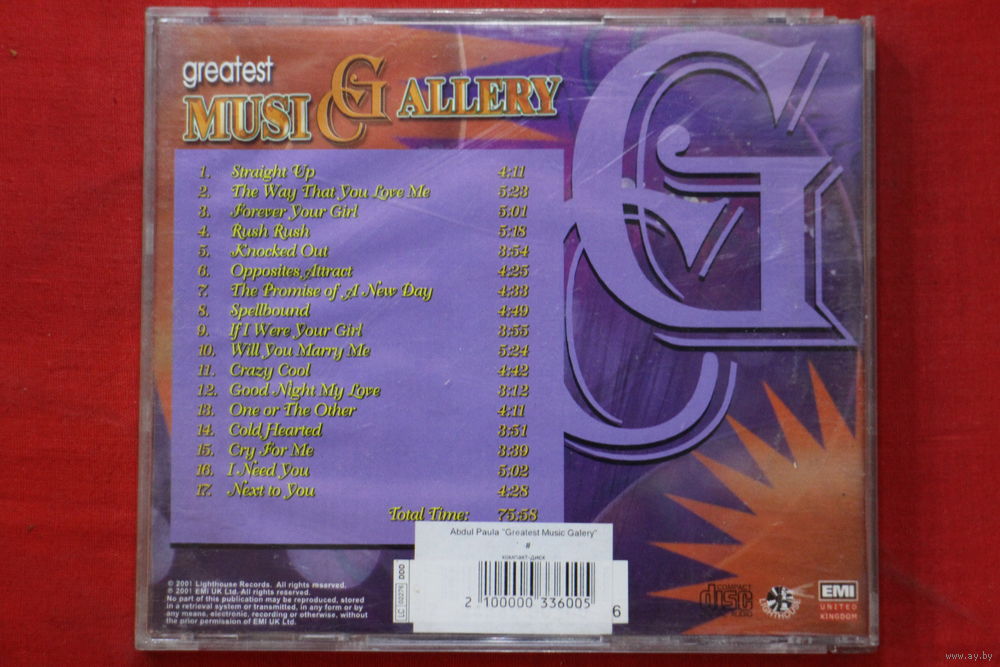 greatest
MUSIC GALLERY
1. Straight Up 4:11
2. The Way That You Love Me 5:23
3. Forever Your Girl 5:01
4. Rush Rush 5:18
5. Knocked Out 3:54
6. Opposites Attract 4:25
7. The Promise of A New Day 4:33
8. Spellbound 4:49
9. If I Were Your Girl 3:55
10. Will You Marry Me 5:24
11. Crazy Cool 4:42
12. Good Night My Love 3:12
13. One or The Other 4:11
14. Cold Hearted 3:51
15. Cry For Me 3:39
16. I Need You 5:02
17. Next to You 4:28
Total Time: 75:58
Abdul Paula "Greatest Music Galery"
#
компакт-диск
2 100000 336005
6
LC 02276 DDD
© 2001 Lighthouse Records. All rights reserved.
℗ 2001 EMI UK Ltd. All rights reserved.
No part of this publication may be reproduced, stored
in a retrieval system or transmitted, in any form or by
any means, electronic, recording or otherwise, without
the prior permission of EMI UK Ltd.
COMPACT
disc
EMI
UNITED
KINGDOM
www.ay.by